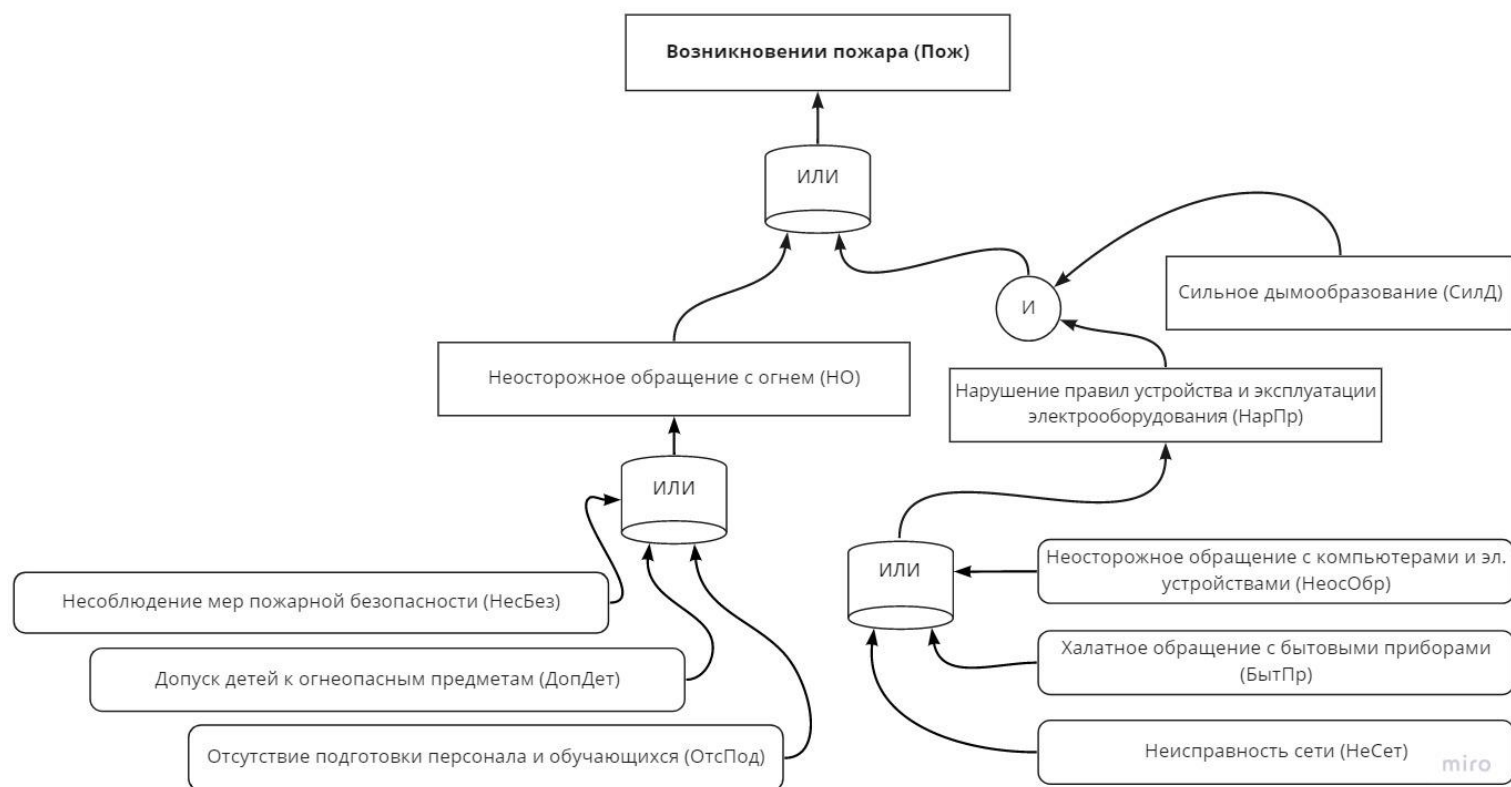 Возникновении пожара (Пож)
ИЛИ
Сильное дымообразование (СилД)
И
Неосторожное обращение с огнем (НО)
Нарушение правил устройства и эксплуатации
электрооборудования (НарПр)
ИЛИ
ИЛИ
Неосторожное обращение с компьютерами и эл.
устройствами (НеосОбр)
Несоблюдение мер пожарной безопасности (НесБез)
Халатное обращение с бытовыми приборами
(БытПр)
Допуск детей к огнеопасным предметам (ДопДет)
Отсутствие подготовки персонала и обучающихся (ОтсПод)
Неисправность сети (НеСет)
miro